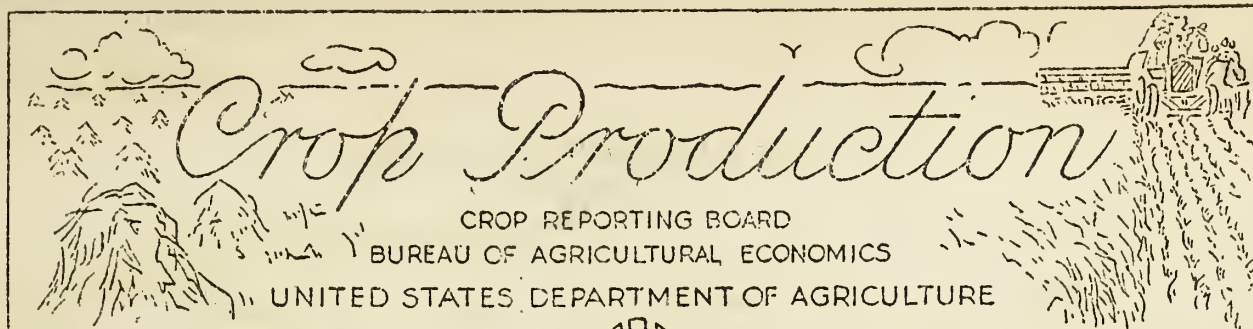 Crop Production
CROP REPORTING BOARD
BUREAU OF AGRICULTURAL ECONOMICS
UNITED STATES DEPARTMENT OF AGRICULTURE